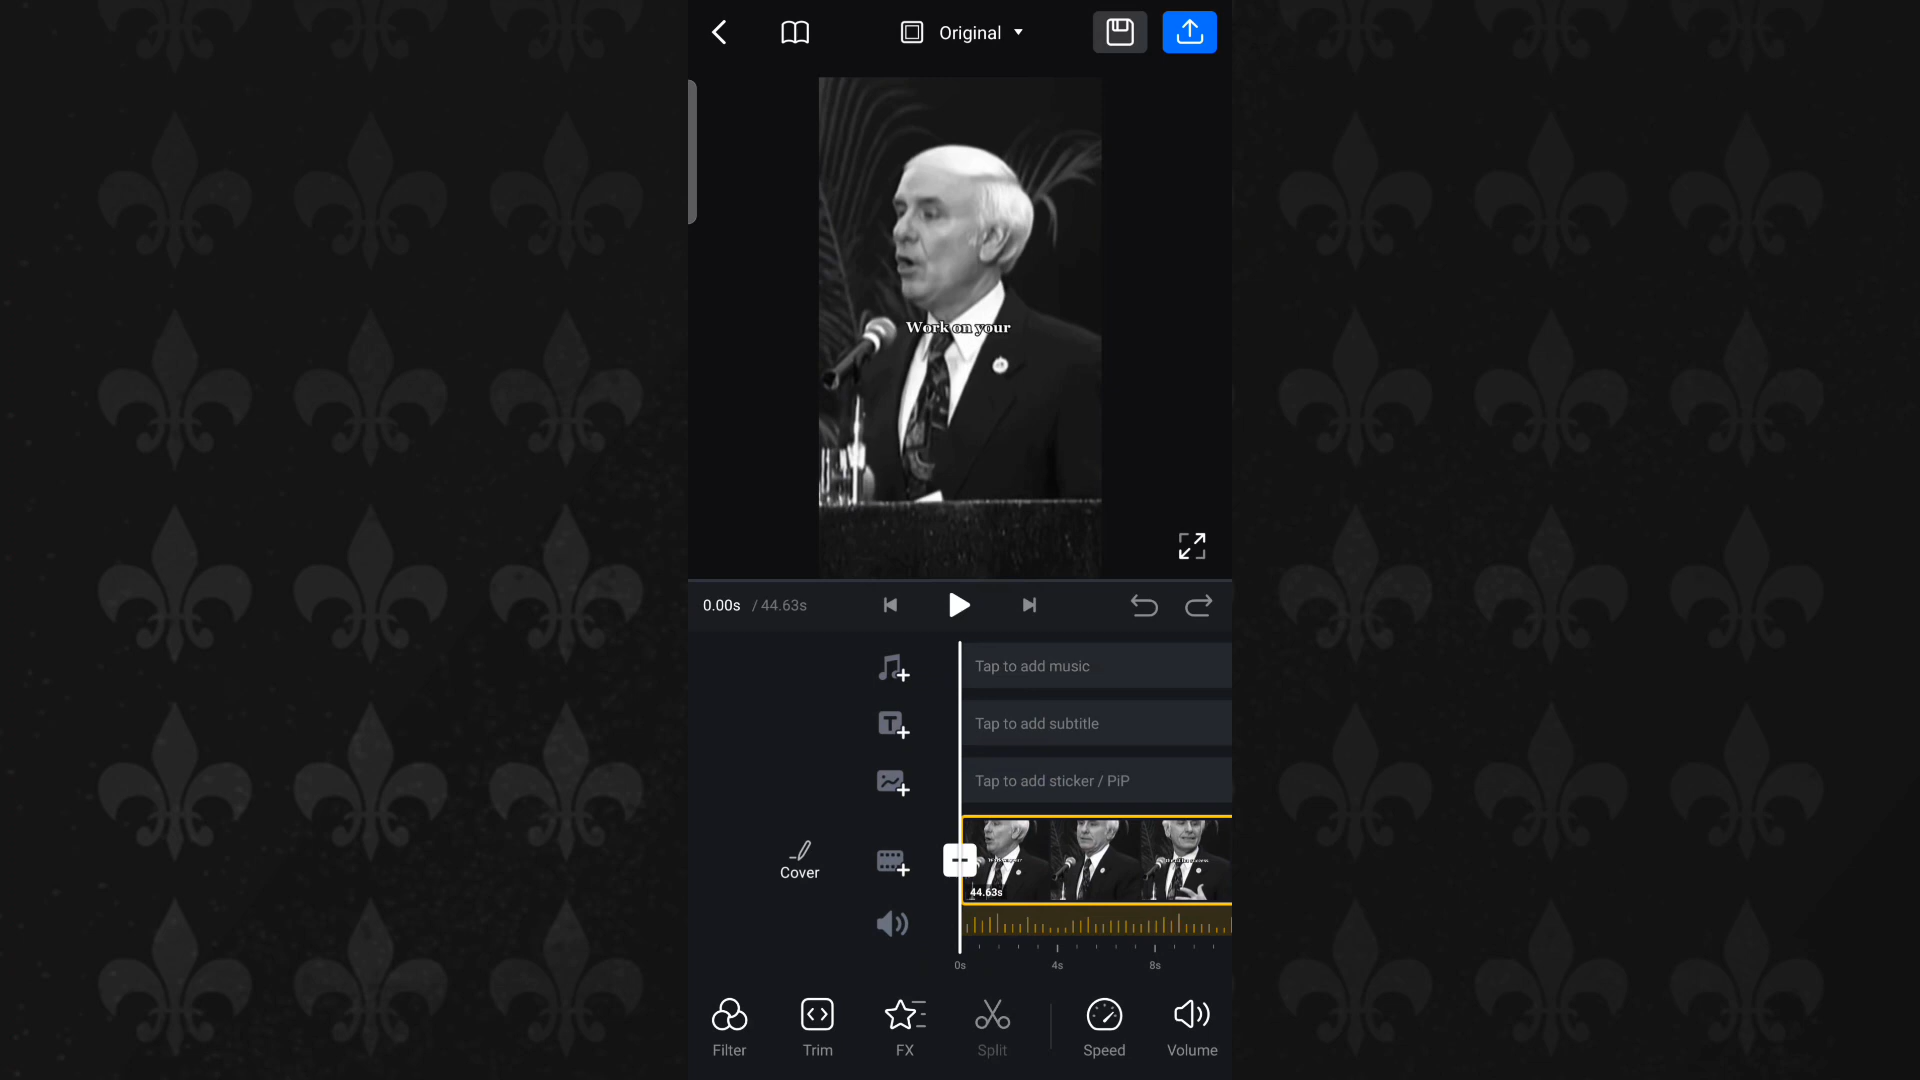 Original
Work on your
0.00s / 44.63s
Tap to add music
Tap to add subtitle
Tap to add sticker / PiP
Cover
44.63s
0s 4s 8s
Filter Trim FX Split Speed Volume